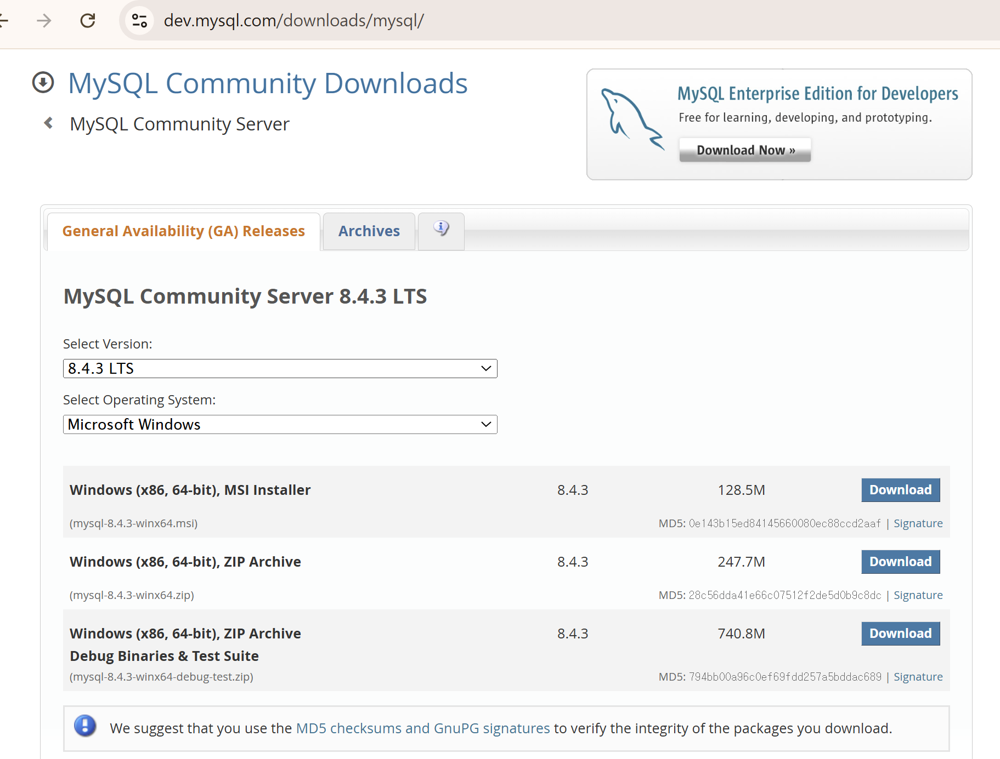 dev.mysql.com/downloads/mysql/
MySQL Community Downloads
MySQL Community Server
MySQL Enterprise Edition for Developers
Free for learning, developing, and prototyping.
Download Now »
General Availability (GA) Releases
Archives
MySQL Community Server 8.4.3 LTS
Select Version:
8.4.3 LTS
Select Operating System:
Microsoft Windows
Windows (x86, 64-bit), MSI Installer 8.4.3 128.5M Download
(mysql-8.4.3-winx64.msi) MD5: 0e143b15ed84145660080ec88ccd2aaf | Signature
Windows (x86, 64-bit), ZIP Archive 8.4.3 247.7M Download
(mysql-8.4.3-winx64.zip) MD5: 28c56dda41e66c07512f2de5d0b9c8dc | Signature
Windows (x86, 64-bit), ZIP Archive 8.4.3 740.8M Download
Debug Binaries & Test Suite
(mysql-8.4.3-winx64-debug-test.zip) MD5: 794bb00a96c0ef69fdd257a5bddac689 | Signature
We suggest that you use the MD5 checksums and GnuPG signatures to verify the integrity of the packages you download.